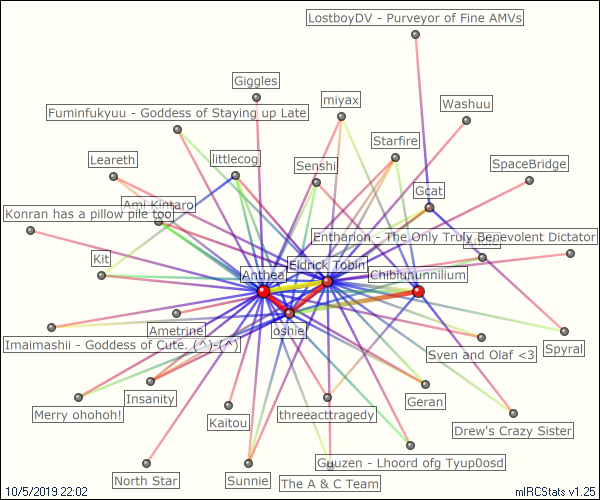 LostboyDV - Purveyor of Fine AMVs
Giggles
miyax
Washuu
Fuminfukyuu - Goddess of Staying up Late
Starfire
Leareth
littlecog
Senshi
SpaceBridge
Gcat
Ami Kintaro
Konran has a pillow pile too
Entharion - The Only Truly Benevolent Dictator
Kit
Anthea
Eldrick Tobin
Chibiturunnilium
oshie
Ametrine
Imaimashii - Goddess of Cute. (^)-(^)
Sven and Olaf <3
Spyral
Merry ohohoh!
Insanity
Kaitou
threeacttragedy
Geran
Drew's Crazy Sister
North Star
Sunnie
The A & C Team
Guuzen - Lhoord ofg Tyup0osd
10/5/2019 22:02
mIRCStats v1.25